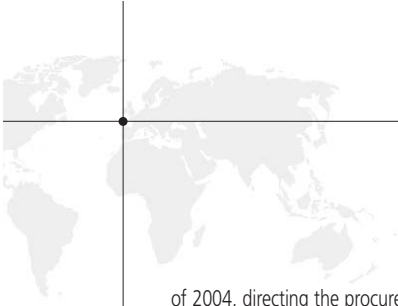 of 2004, directing the procure